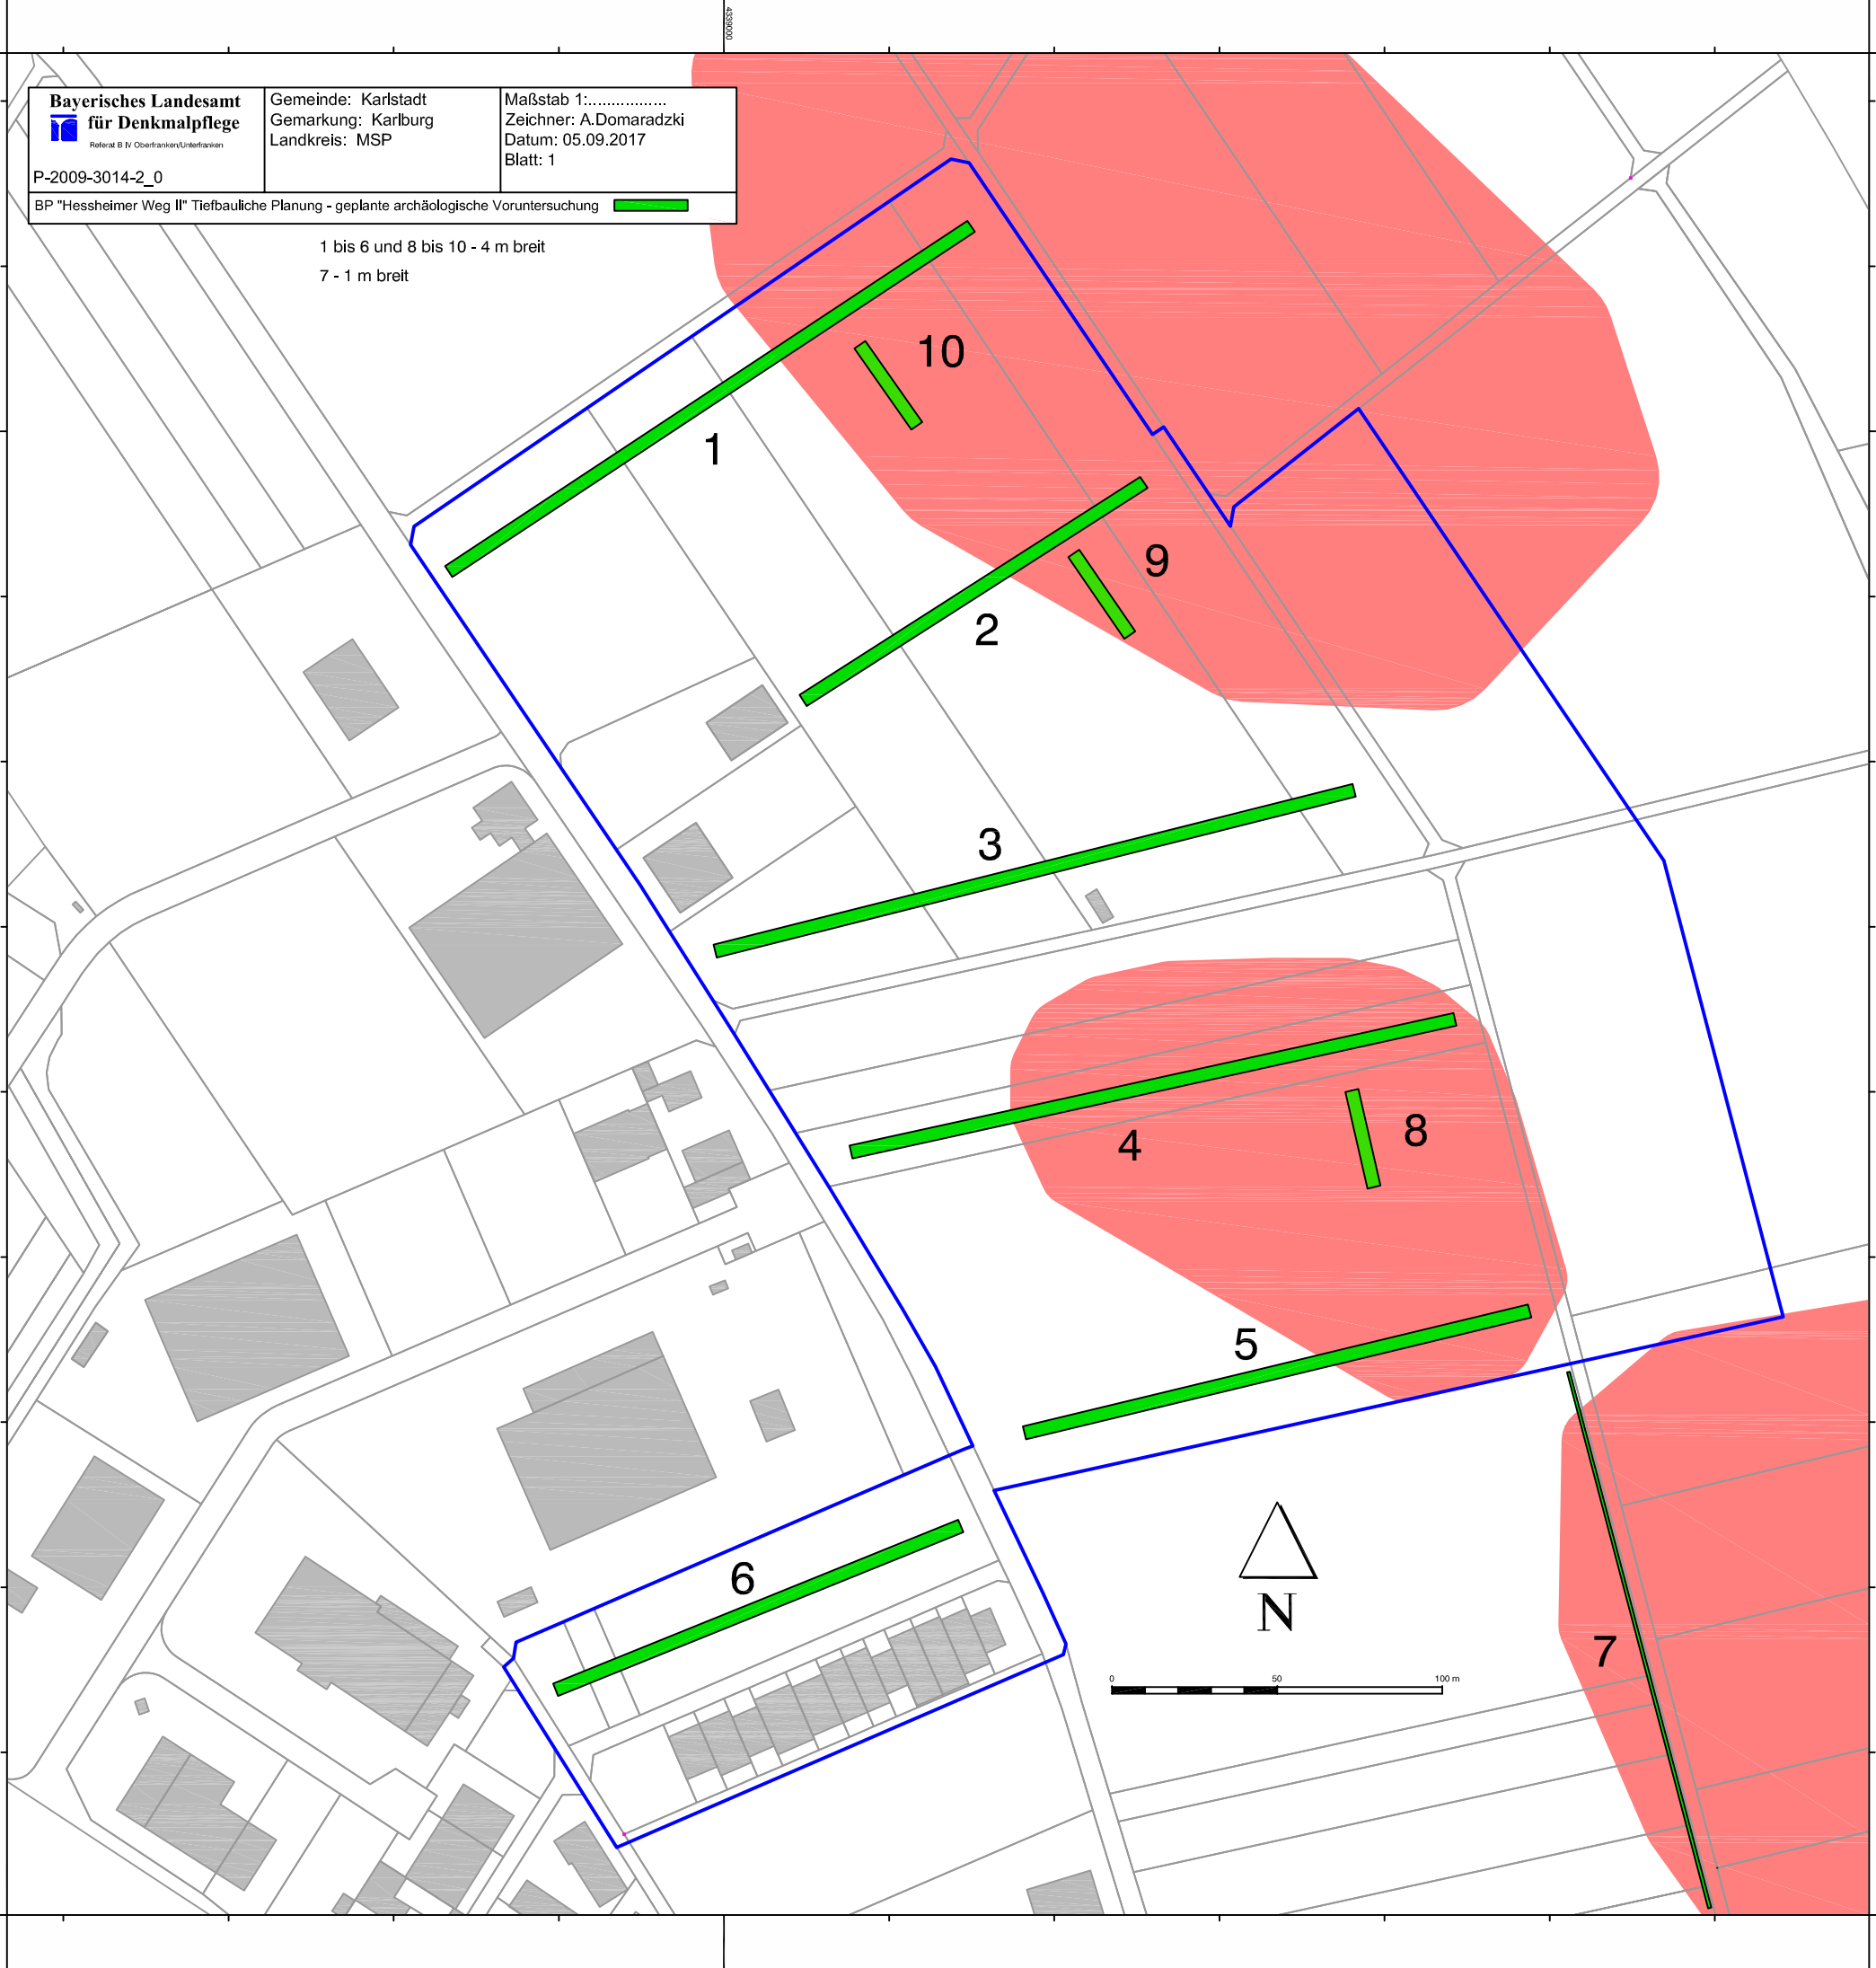 4339000
Bayerisches Landesamt
für Denkmalpflege
Referat B IV Oberfranken/Unterfranken
P-2009-3014-2_0
Gemeinde: Karlstadt
Gemarkung: Karlburg
Landkreis: MSP
Maßstab 1:...............
Zeichner: A.Domaradzki
Datum: 05.09.2017
Blatt: 1
BP "Hessheimer Weg II" Tiefbauliche Planung - geplante archäologische Voruntersuchung
1 bis 6 und 8 bis 10 - 4 m breit
7 - 1 m breit
10
1
9
2
3
8
4
5
6
N
7
0 50 100 m